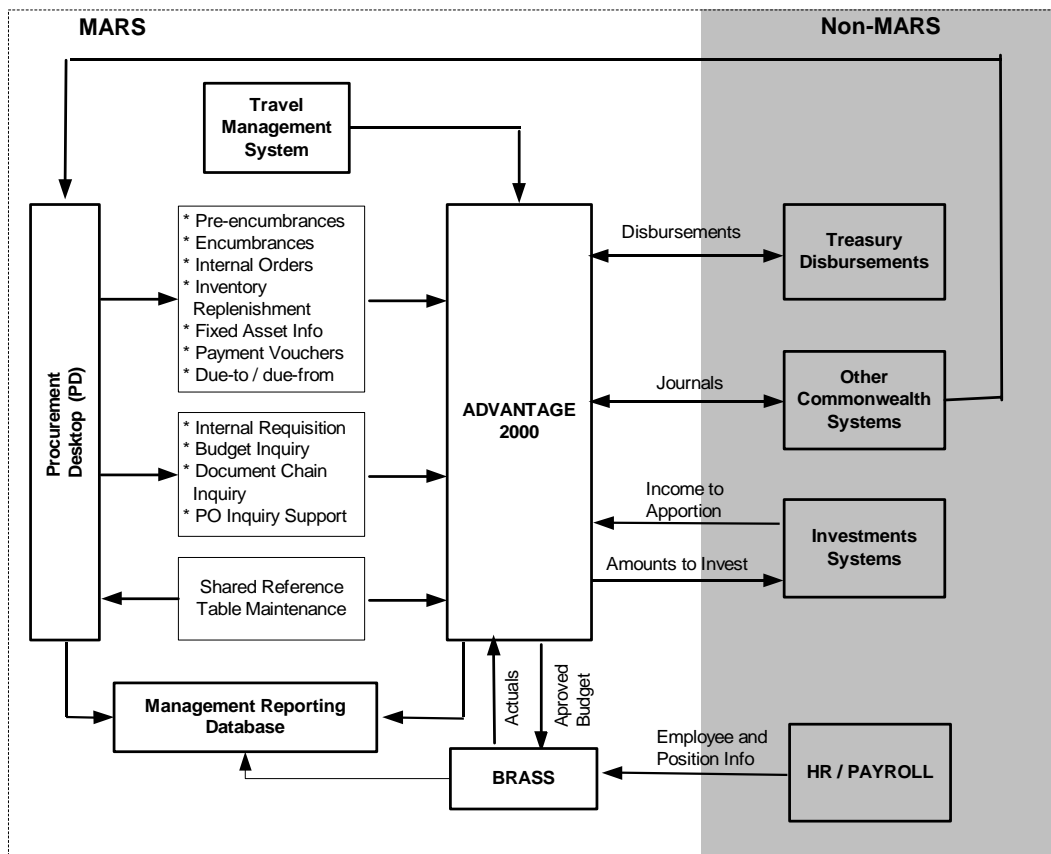 MARS
Non-MARS
Travel
Management
System
* Pre-encumbrances
* Encumbrances
* Internal Orders
* Inventory
Replenishment
* Fixed Asset Info
* Payment Vouchers
* Due-to / due-from
Disbursements
Treasury
Disbursements
Procurement
Desktop (PD)
ADVANTAGE
2000
Journals
Other
Commonwealth
Systems
* Internal Requisition
* Budget Inquiry
* Document Chain
Inquiry
* PO Inquiry Support
Income to
Apportion
Investments
Systems
Amounts to Invest
Shared Reference
Table Maintenance
Management Reporting
Database
Actuals
Aproved
Budget
BRASS
Employee and
Position Info
HR / PAYROLL